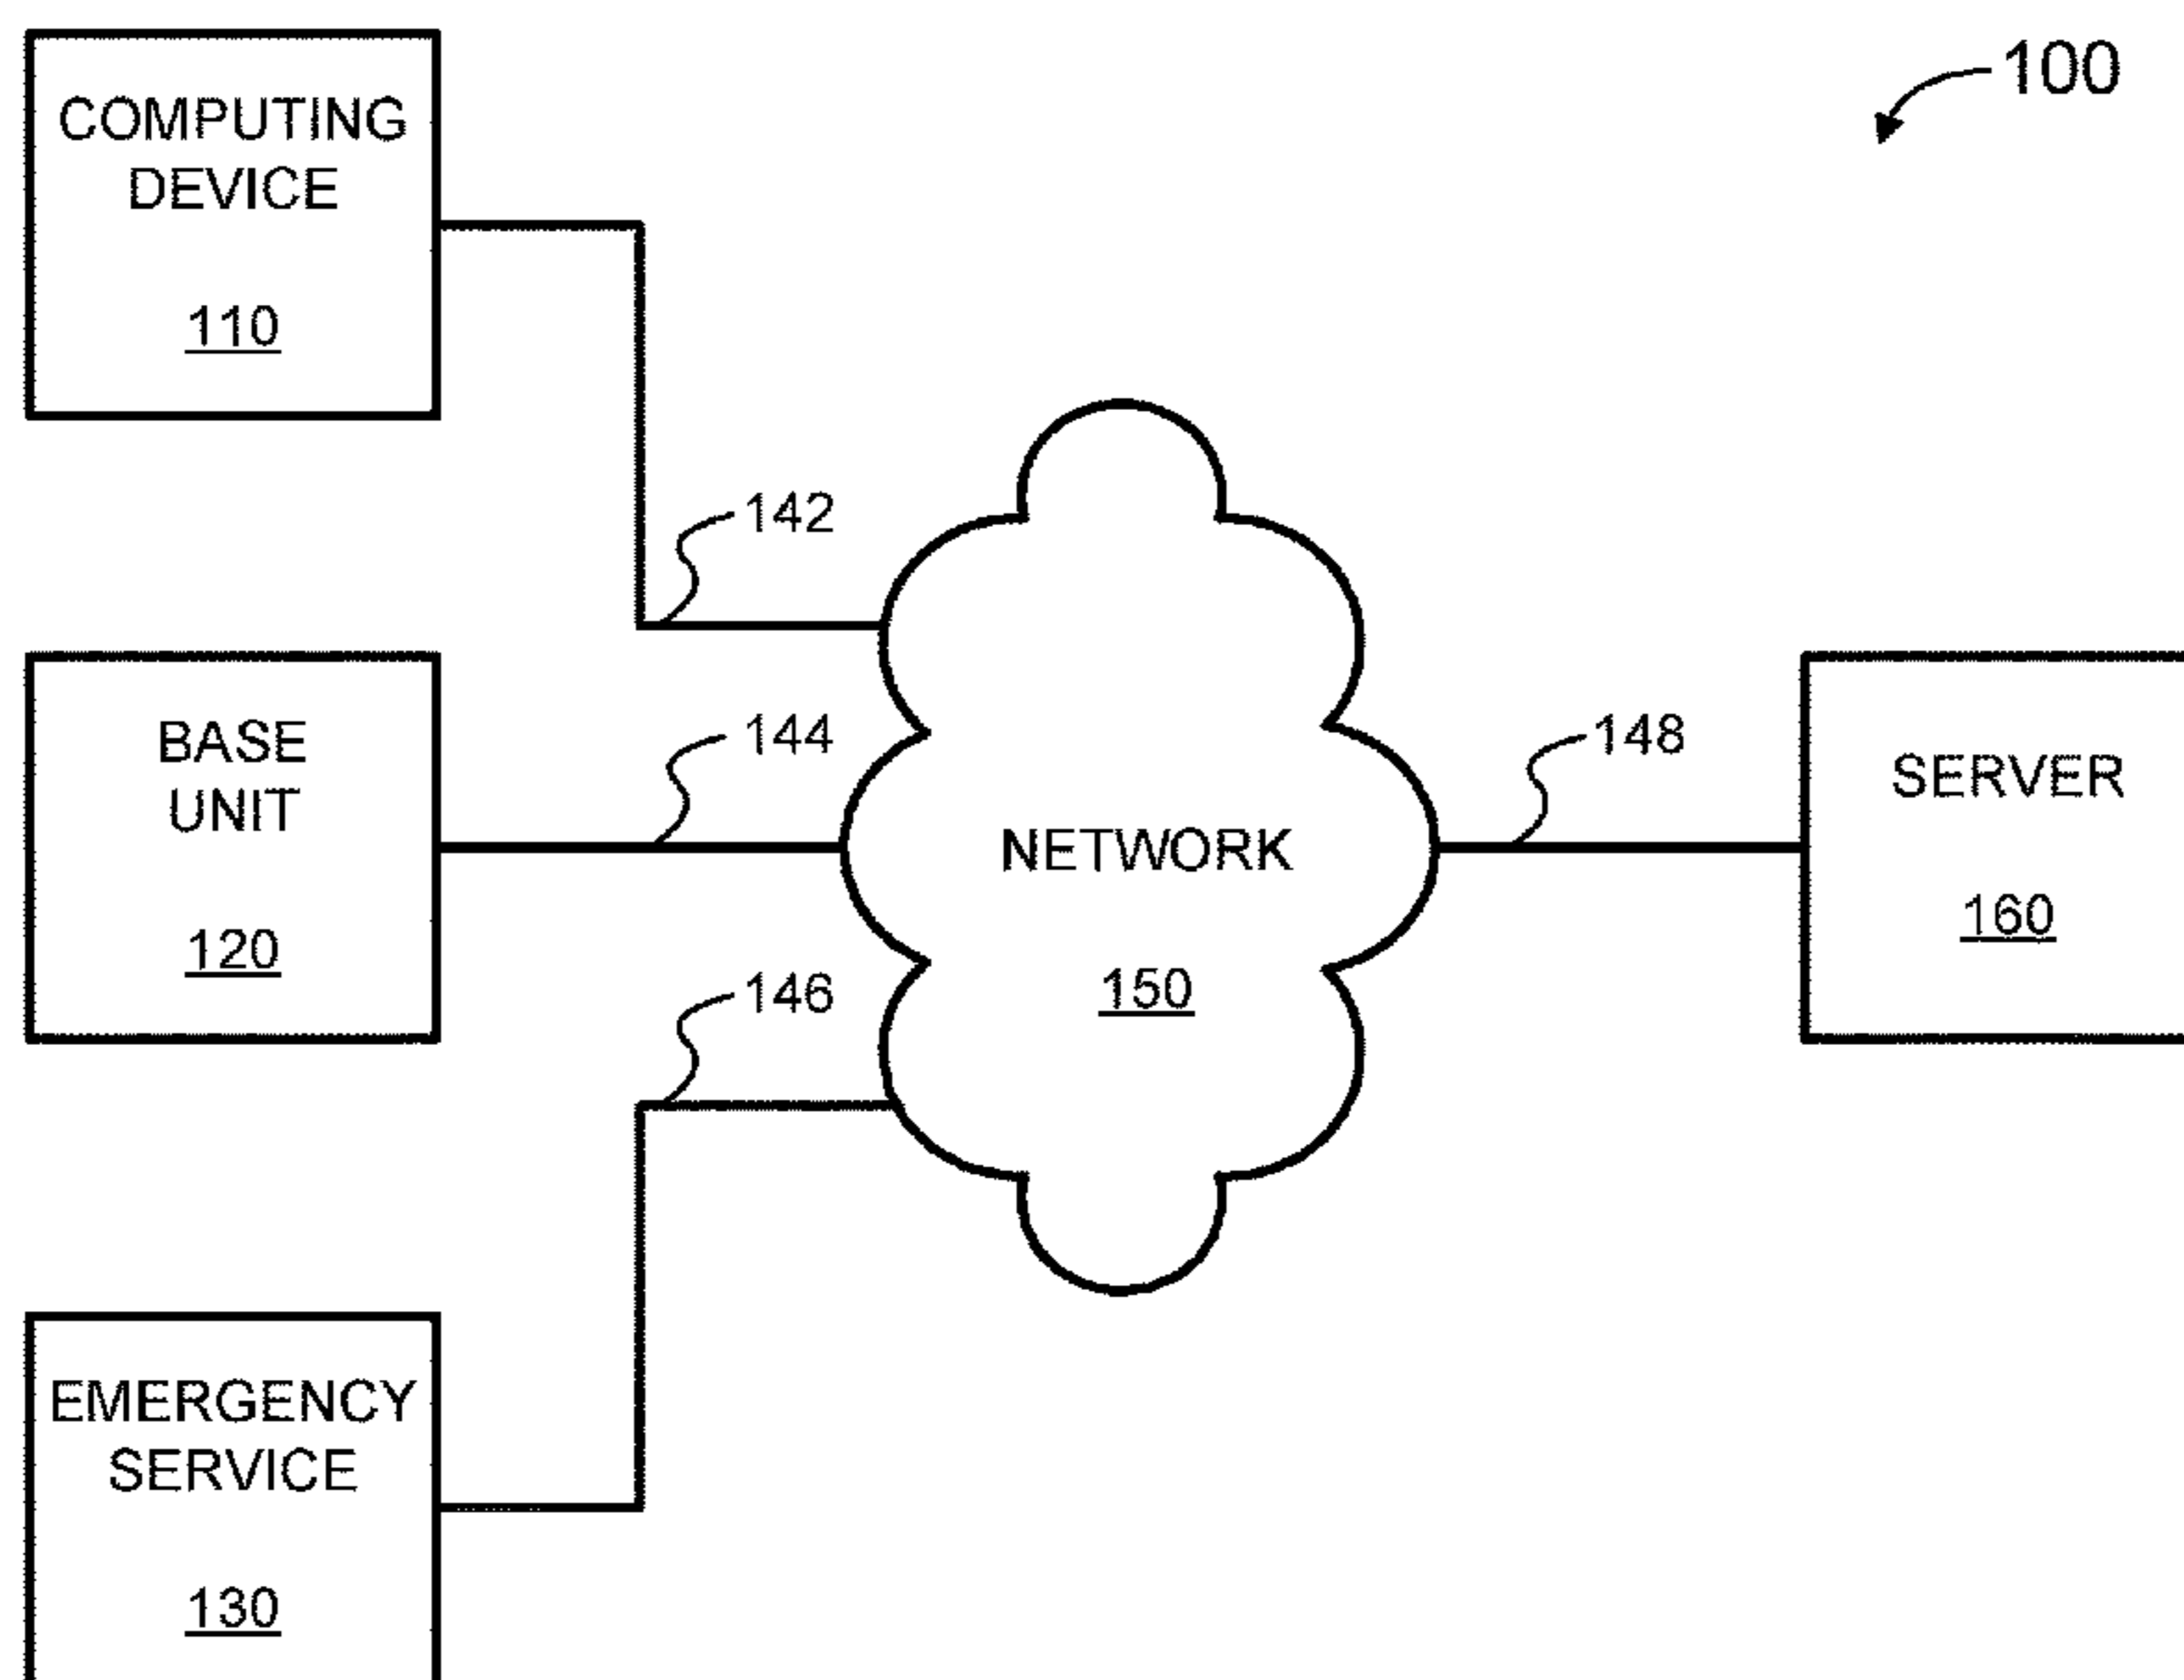 100
COMPUTING
DEVICE
110
142
BASE
UNIT
120
144
NETWORK
150
148
SERVER
160
146
EMERGENCY
SERVICE
130